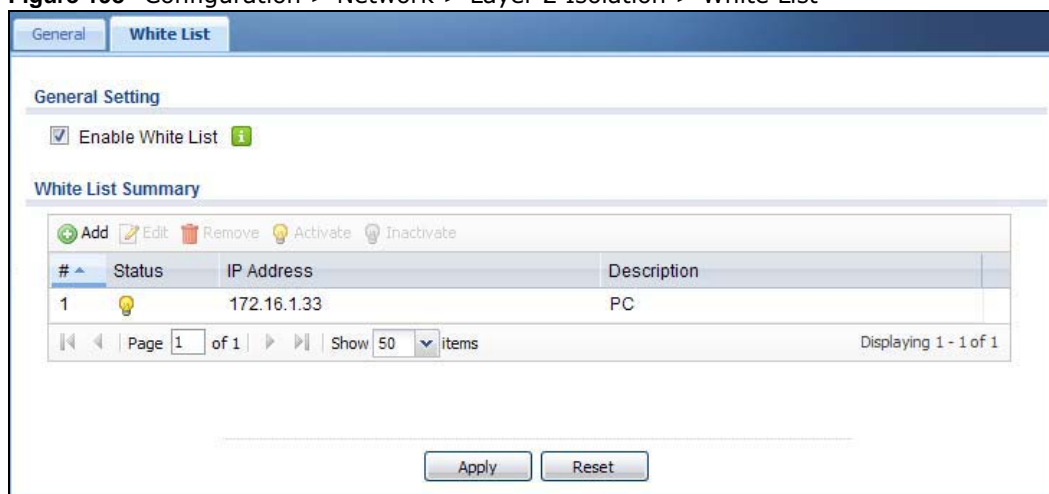 Configuration > Network > Layer 2 Isolation > White List
General White List
General Setting
Enable White List
White List Summary
Add Edit Remove Activate Inactivate
# Status IP Address Description
1 172.16.1.33 PC
Page 1 of 1 Show 50 items Displaying 1 - 1 of 1
Apply Reset